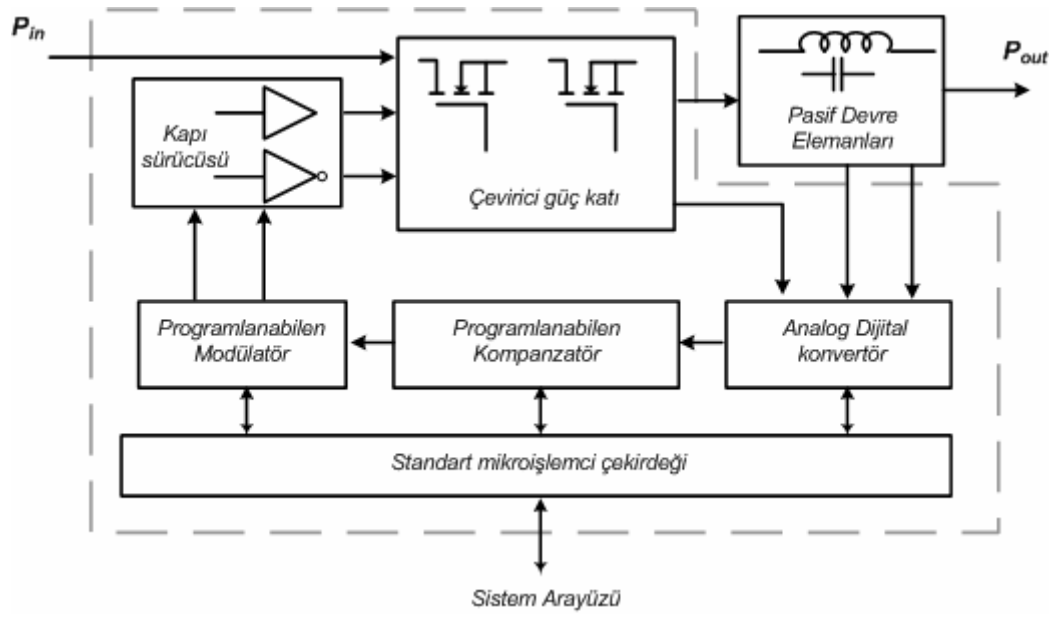 Pin
Pout
Kapı
sürücüsü
Çevirici güç katı
Pasif Devre
Elemanları
Programlanabilen
Modülatör
Programlanabilen
Kompanzatör
Analog Dijital
konvertör
Standart mikroişlemci çekirdeği
Sistem Arayüzü